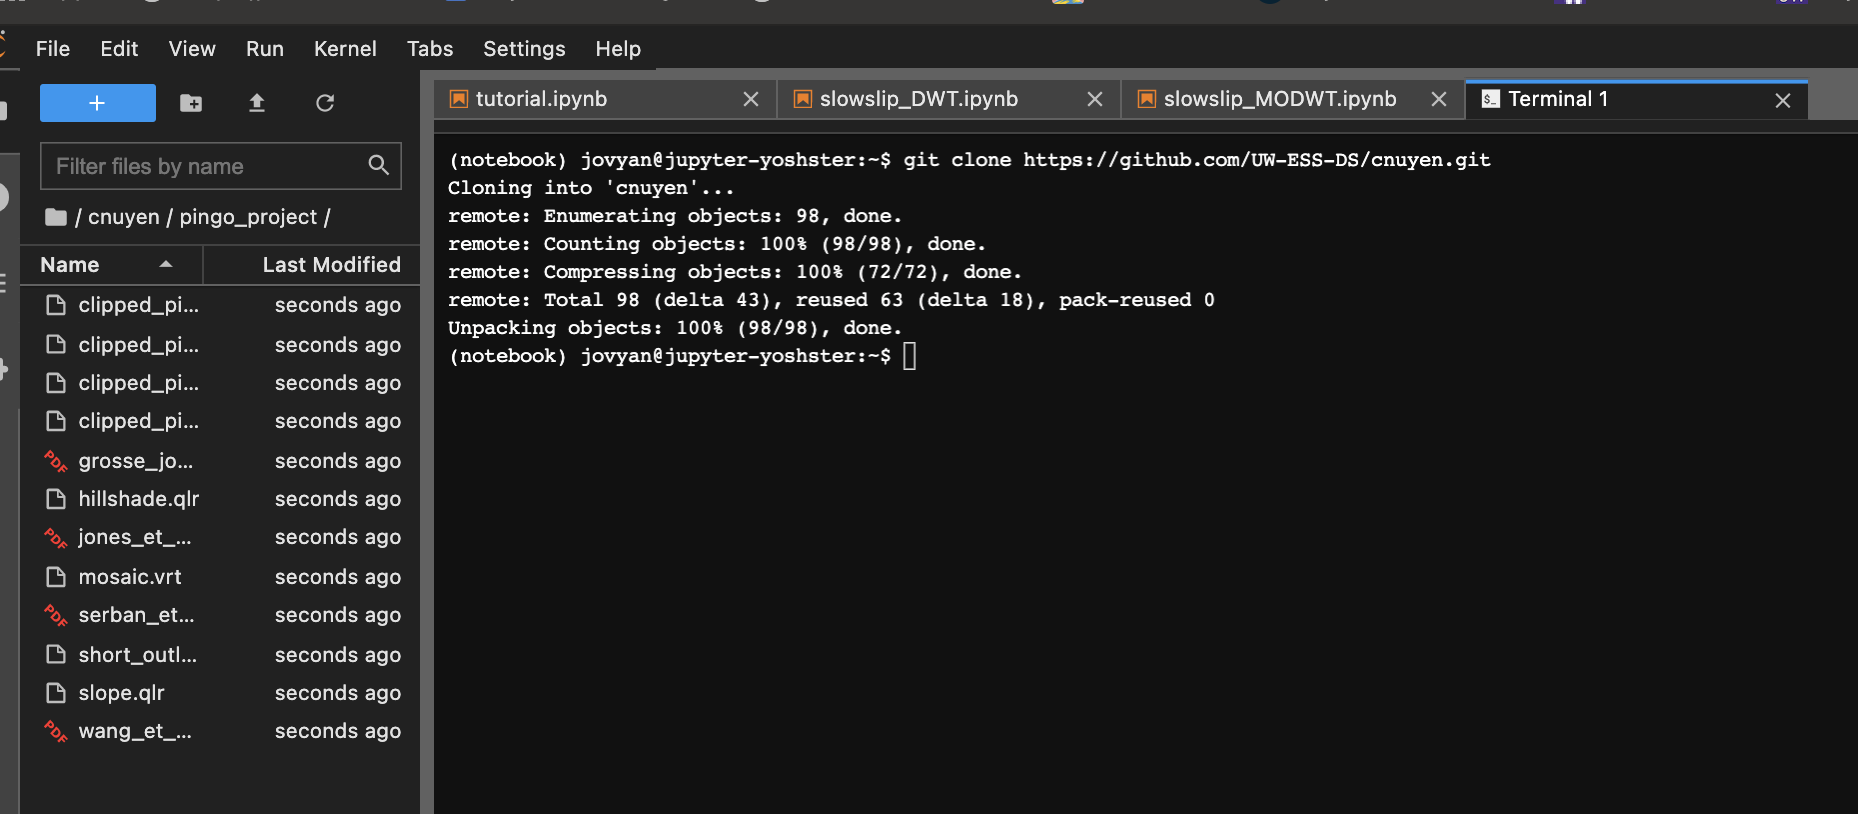 File Edit View Run Kernel Tabs Settings Help
tutorial.ipynb
slowslip_DWT.ipynb
slowslip_MODWT.ipynb
Terminal 1
Filter files by name
/ cnuyen / pingo_project /
Name Last Modified
clipped_pi... seconds ago
clipped_pi... seconds ago
clipped_pi... seconds ago
clipped_pi... seconds ago
grosse_jo... seconds ago
hillshade.qlr seconds ago
jones_et_... seconds ago
mosaic.vrt seconds ago
serban_et... seconds ago
short_outl... seconds ago
slope.qlr seconds ago
wang_et_... seconds ago
(notebook) jovyan@jupyter-yoshster:~$ git clone https://github.com/UW-ESS-DS/cnuyen.git
Cloning into 'cnuyen'...
remote: Enumerating objects: 98, done.
remote: Counting objects: 100% (98/98), done.
remote: Compressing objects: 100% (72/72), done.
remote: Total 98 (delta 43), reused 63 (delta 18), pack-reused 0
Unpacking objects: 100% (98/98), done.
(notebook) jovyan@jupyter-yoshster:~$